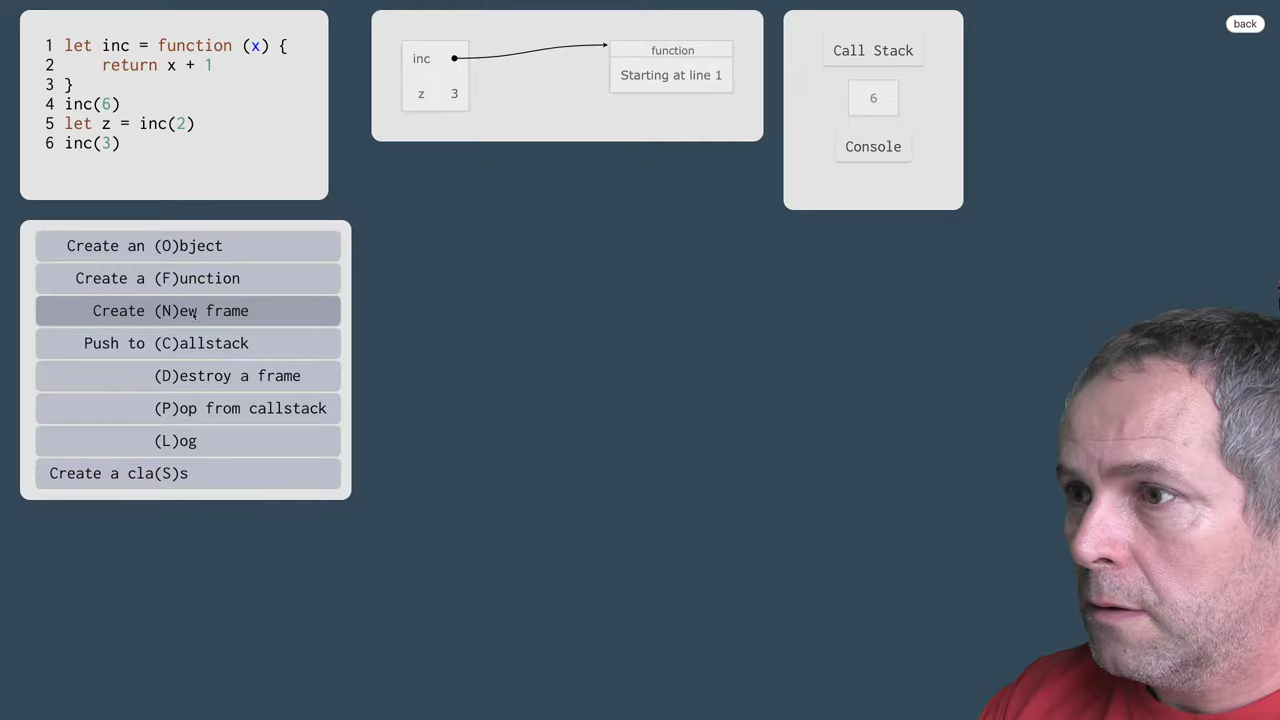 back
1 let inc = function (x) {
2 return x + 1
3 }
4 inc(6)
5 let z = inc(2)
6 inc(3)
inc
z 3
function
Starting at line 1
Call Stack
6
Console
Create an (O)bject
Create a (F)unction
Create (N)ew frame
Push to (C)allstack
(D)estroy a frame
(P)op from callstack
(L)og
Create a cla(S)s